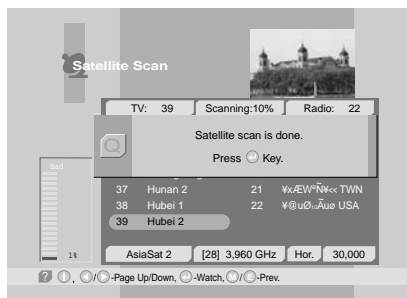 Satellite Scan
TV: 39 Scanning:10% Radio: 22
Satellite scan is done.
Press Key.
Bad
37 Hunan 2 21 ¥xÆWªÑ¥<< TWN
38 Hubei 1 22 USA
39 Hubei 2
1%
AsiaSat 2 [28] 3,960 GHz Hor. 30,000
, / -Page Up/Down, -Watch, M / E -Prev.